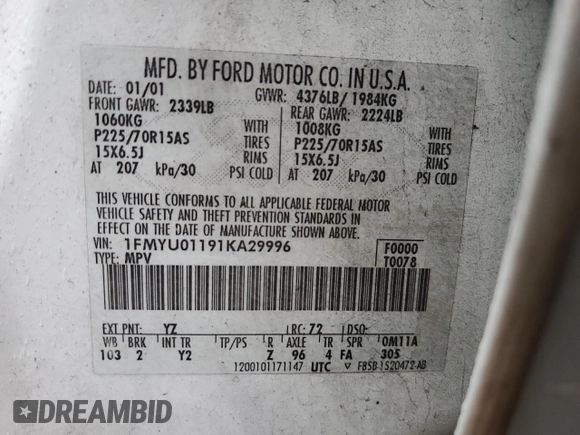 MFD. BY FORD MOTOR CO. IN U.S.A.
DATE: 01/01 GVWR: 4376LB/ 1984KG
FRONT GAWR: 2339LB REAR GAWR: 2224LB
1060KG WITH 1008KG WITH
P225/70R15AS TIRES P225/70R15AS TIRES
15X6.5J RIMS 15X6.5J RIMS
AT 207 kPa/30 PSI COLD AT 207 kPa/30 PSI COLD
THIS VEHICLE CONFORMS TO ALL APPLICABLE FEDERAL MOTOR
VEHICLE SAFETY AND THEFT PREVENTION STANDARDS IN
EFFECT ON THE DATE OF MANUFACTURE SHOWN ABOVE
VIN: 1FMYU01191KA29996 F0000
TYPE: MPV T0078
EXT PNT: YZ RC: 72 DSO:
WB BRK INT TR TP/PS R AXLE TR SPR 0M11A
103 2 Y2 Z 96 4 FA 305
1200101171147 UTC ▽ F85B-1520472-AB
DREAMBID